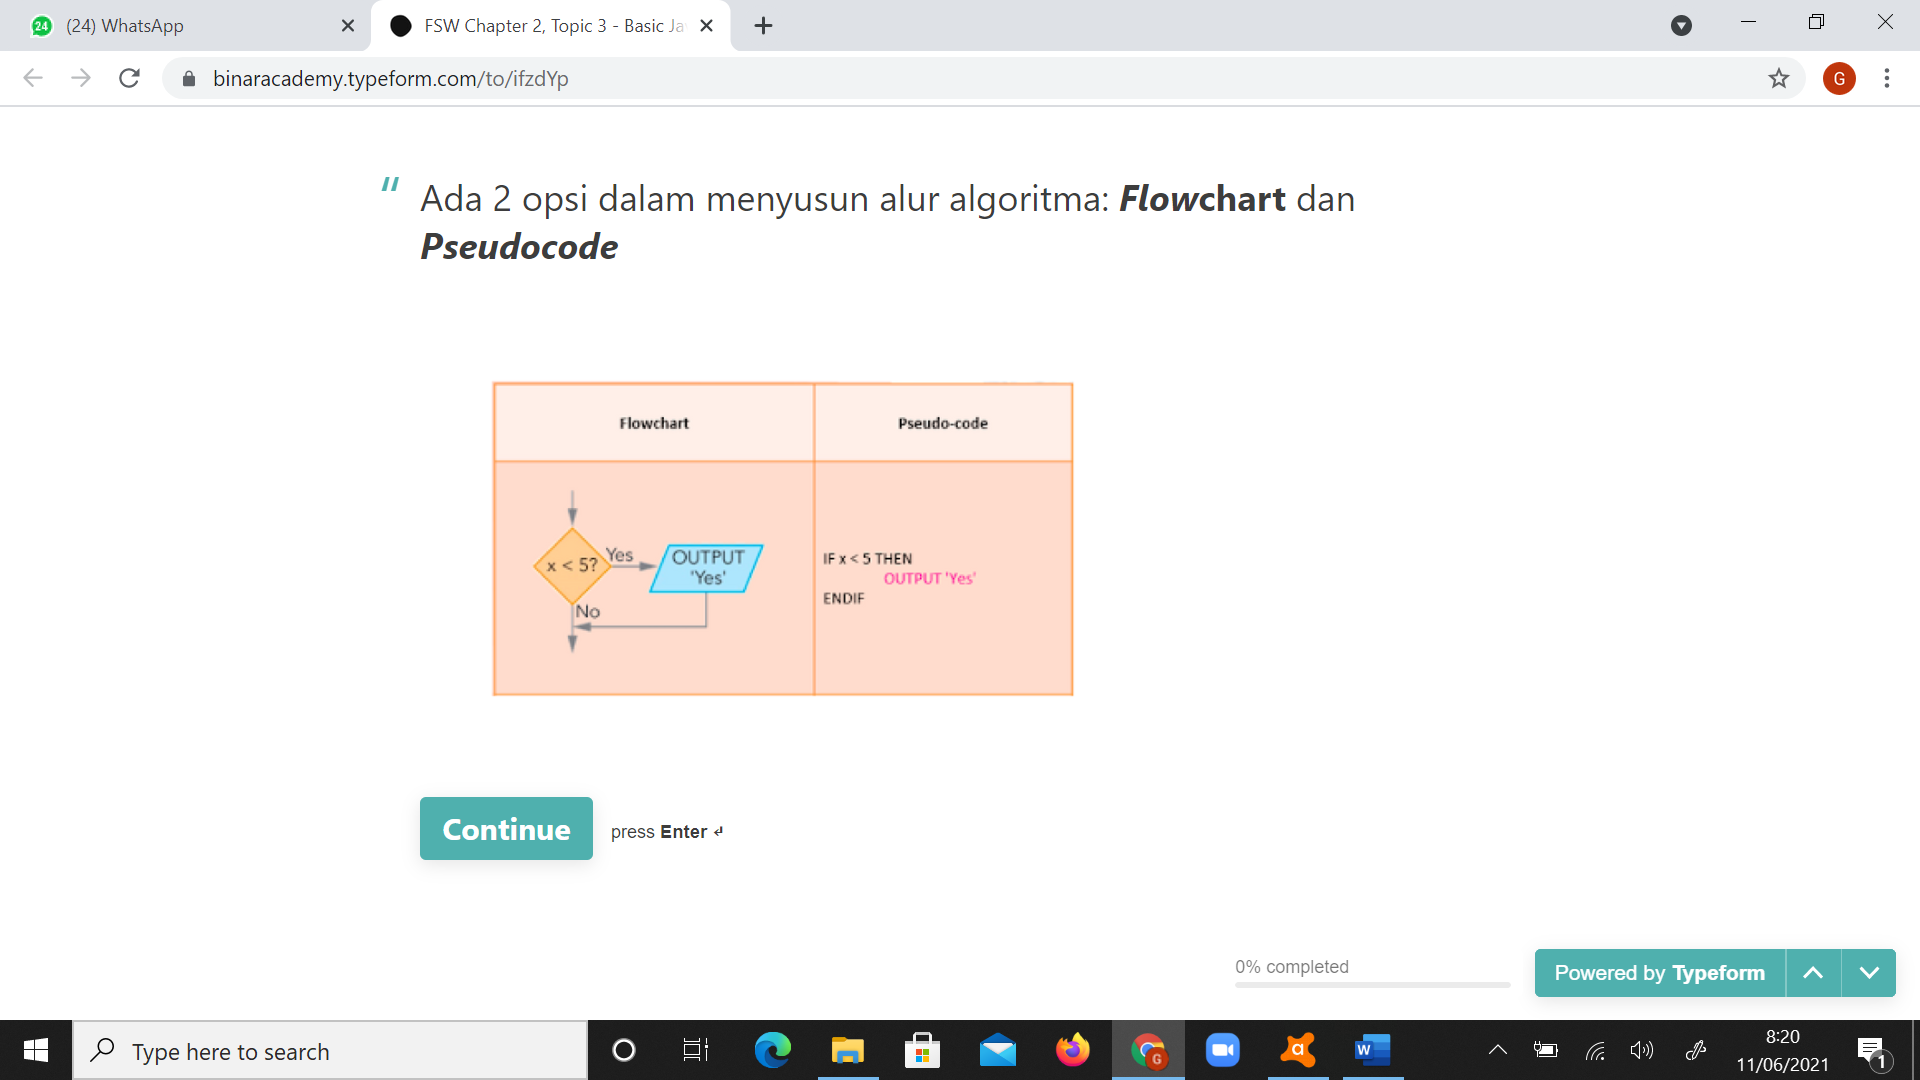 24 (24) WhatsApp
FSW Chapter 2, Topic 3 - Basic Ja
binaracademy.typeform.com/to/ifzdYp
G
" Ada 2 opsi dalam menyusun alur algoritma: Flowchart dan
Pseudocode
Flowchart
Pseudo-code
x < 5?
Yes
OUTPUT
'Yes'
No
IF x < 5 THEN
OUTPUT 'Yes'
ENDIF
Continue
press Enter ↵
0% completed
Powered by Typeform
Type here to search
G
a
W
8:20
11/06/2021
1